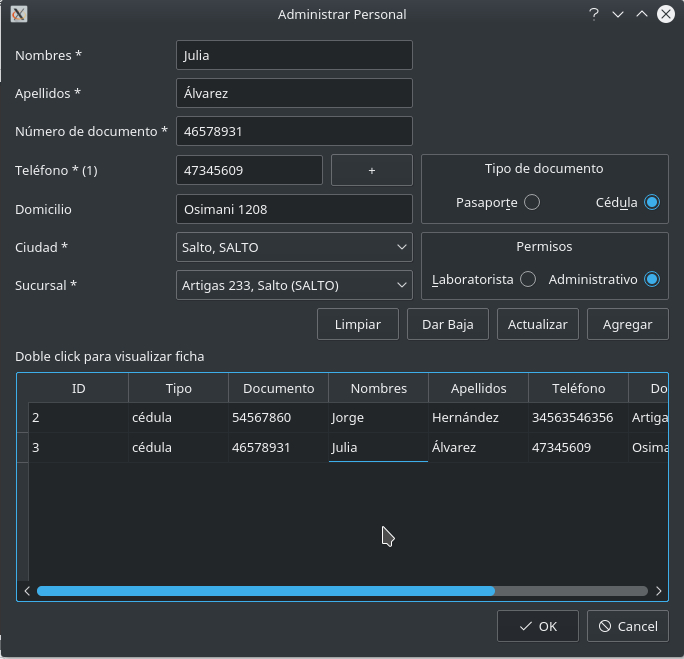 Administrar Personal
Nombres * Julia
Apellidos * Álvarez
Número de documento * 46578931
Teléfono * (1) 47345609 +
Tipo de documento
Pasaporte Cédula
Domicilio Osimani 1208
Ciudad * Salto, SALTO
Permisos
Laboratorista Administrativo
Sucursal * Artigas 233, Salto (SALTO)
Limpiar Dar Baja Actualizar Agregar
Doble click para visualizar ficha
ID Tipo Documento Nombres Apellidos Teléfono Do
2 cédula 54567860 Jorge Hernández 34563546356 Artiga
3 cédula 46578931 Julia Álvarez 47345609 Osima
OK Cancel